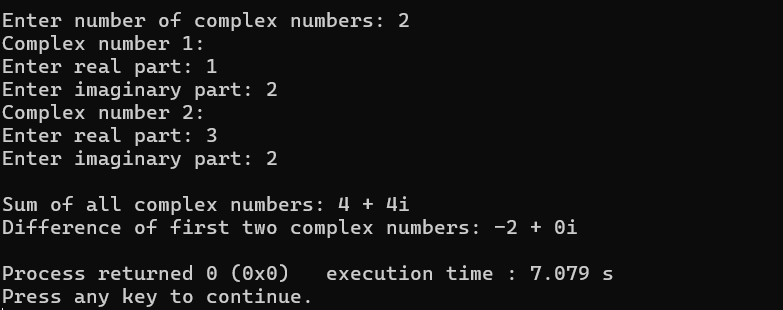 Enter number of complex numbers: 2
Complex number 1:
Enter real part: 1
Enter imaginary part: 2
Complex number 2:
Enter real part: 3
Enter imaginary part: 2
Sum of all complex numbers: 4 + 4i
Difference of first two complex numbers: -2 + 0i
Process returned 0 (0x0)   execution time : 7.079 s
Press any key to continue.